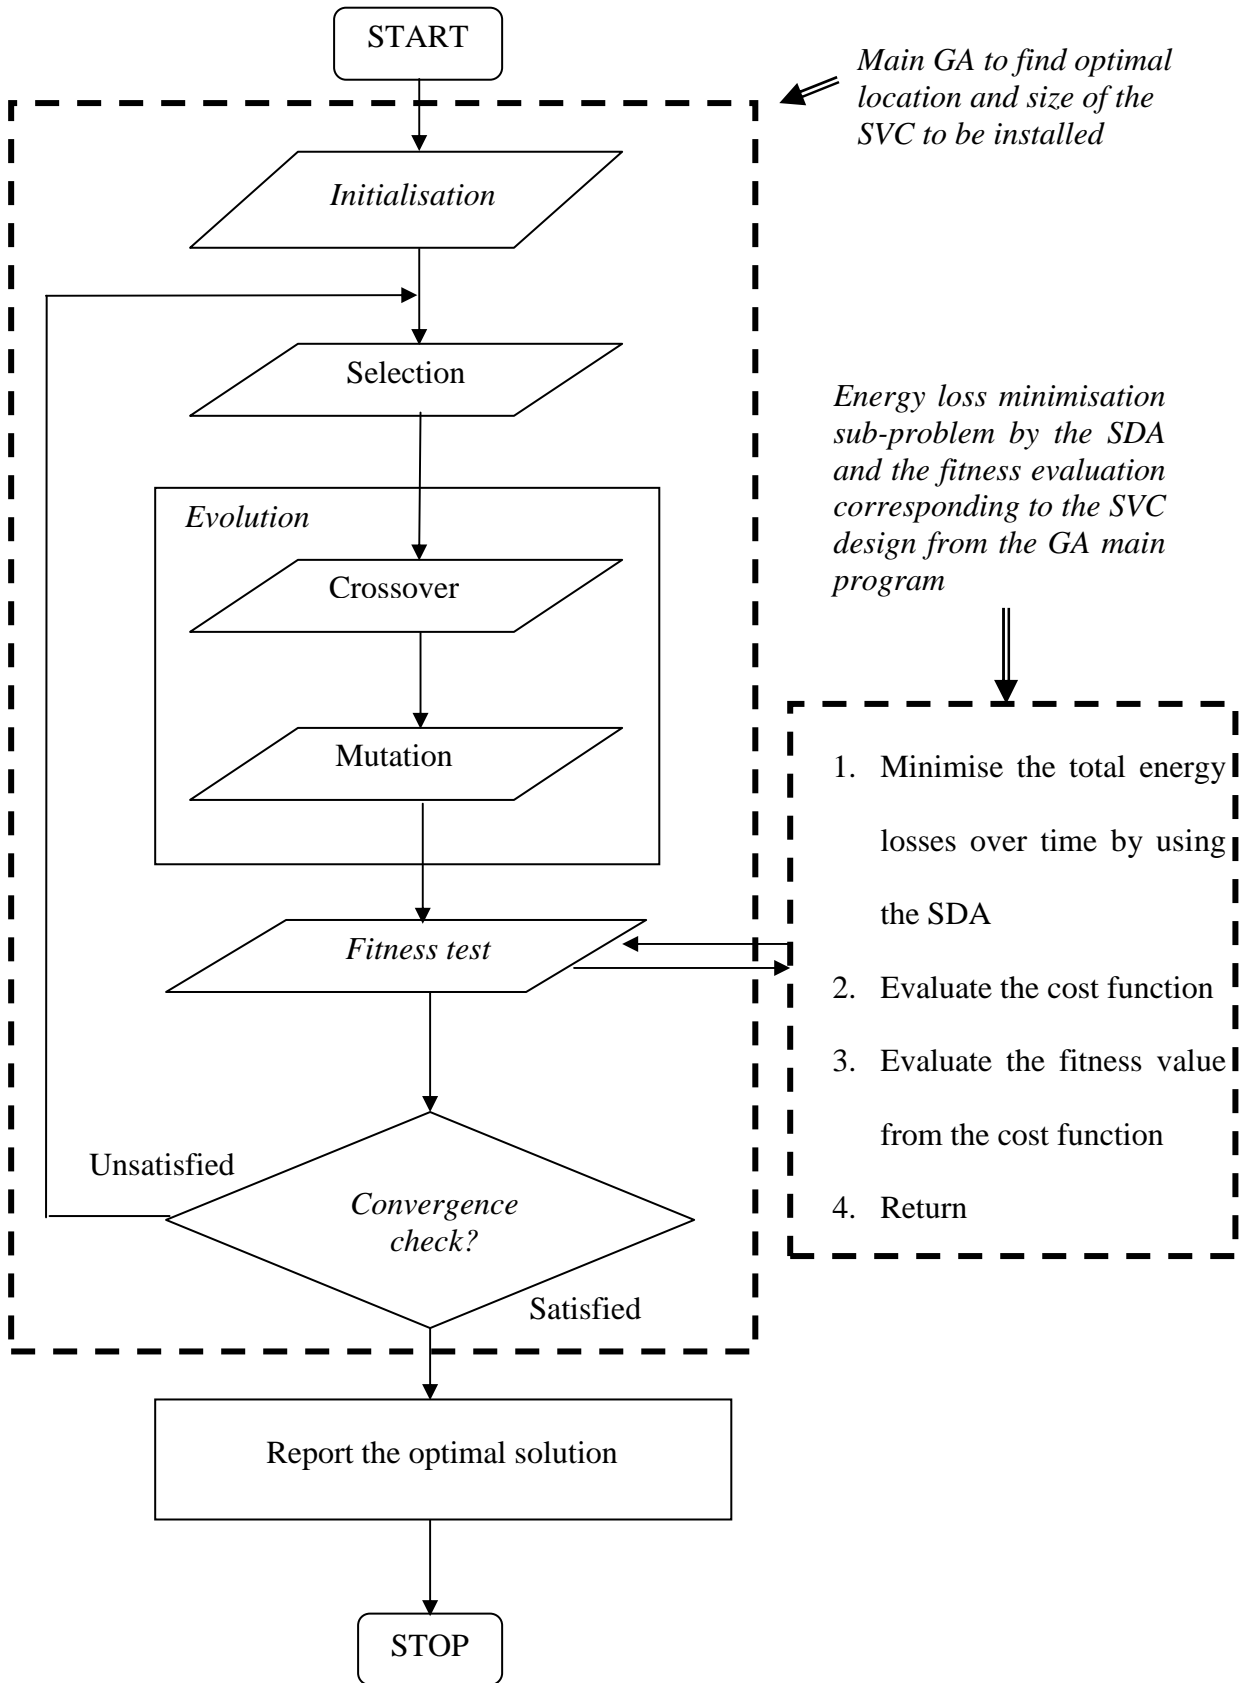 START
Main GA to find optimal
location and size of the
SVC to be installed
Initialisation
Selection
Energy loss minimisation
sub-problem by the SDA
and the fitness evaluation
corresponding to the SVC
design from the GA main
program
Evolution
Crossover
Mutation
1. Minimise the total energy
losses over time by using
the SDA
2. Evaluate the cost function
3. Evaluate the fitness value
from the cost function
4. Return
Fitness test
Unsatisfied
Convergence
check?
Satisfied
Report the optimal solution
STOP